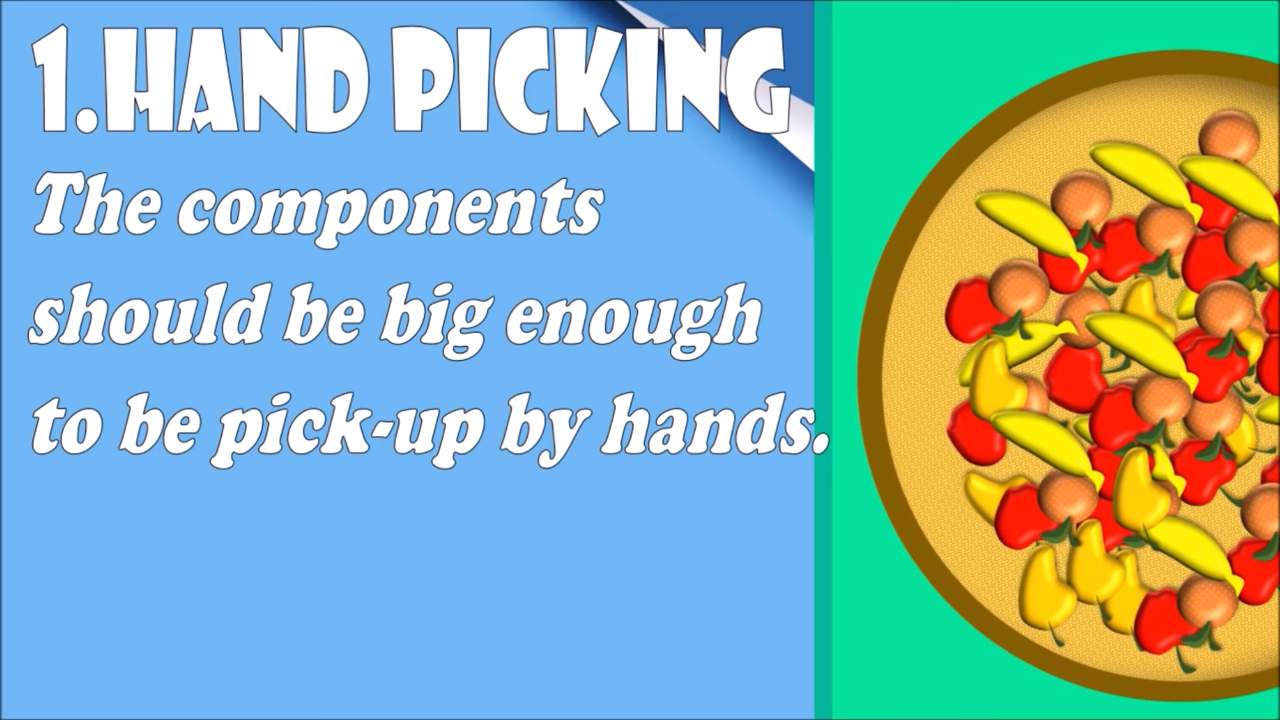 1.HAND PICKING
The components
should be big enough
to be pick-up by hands.